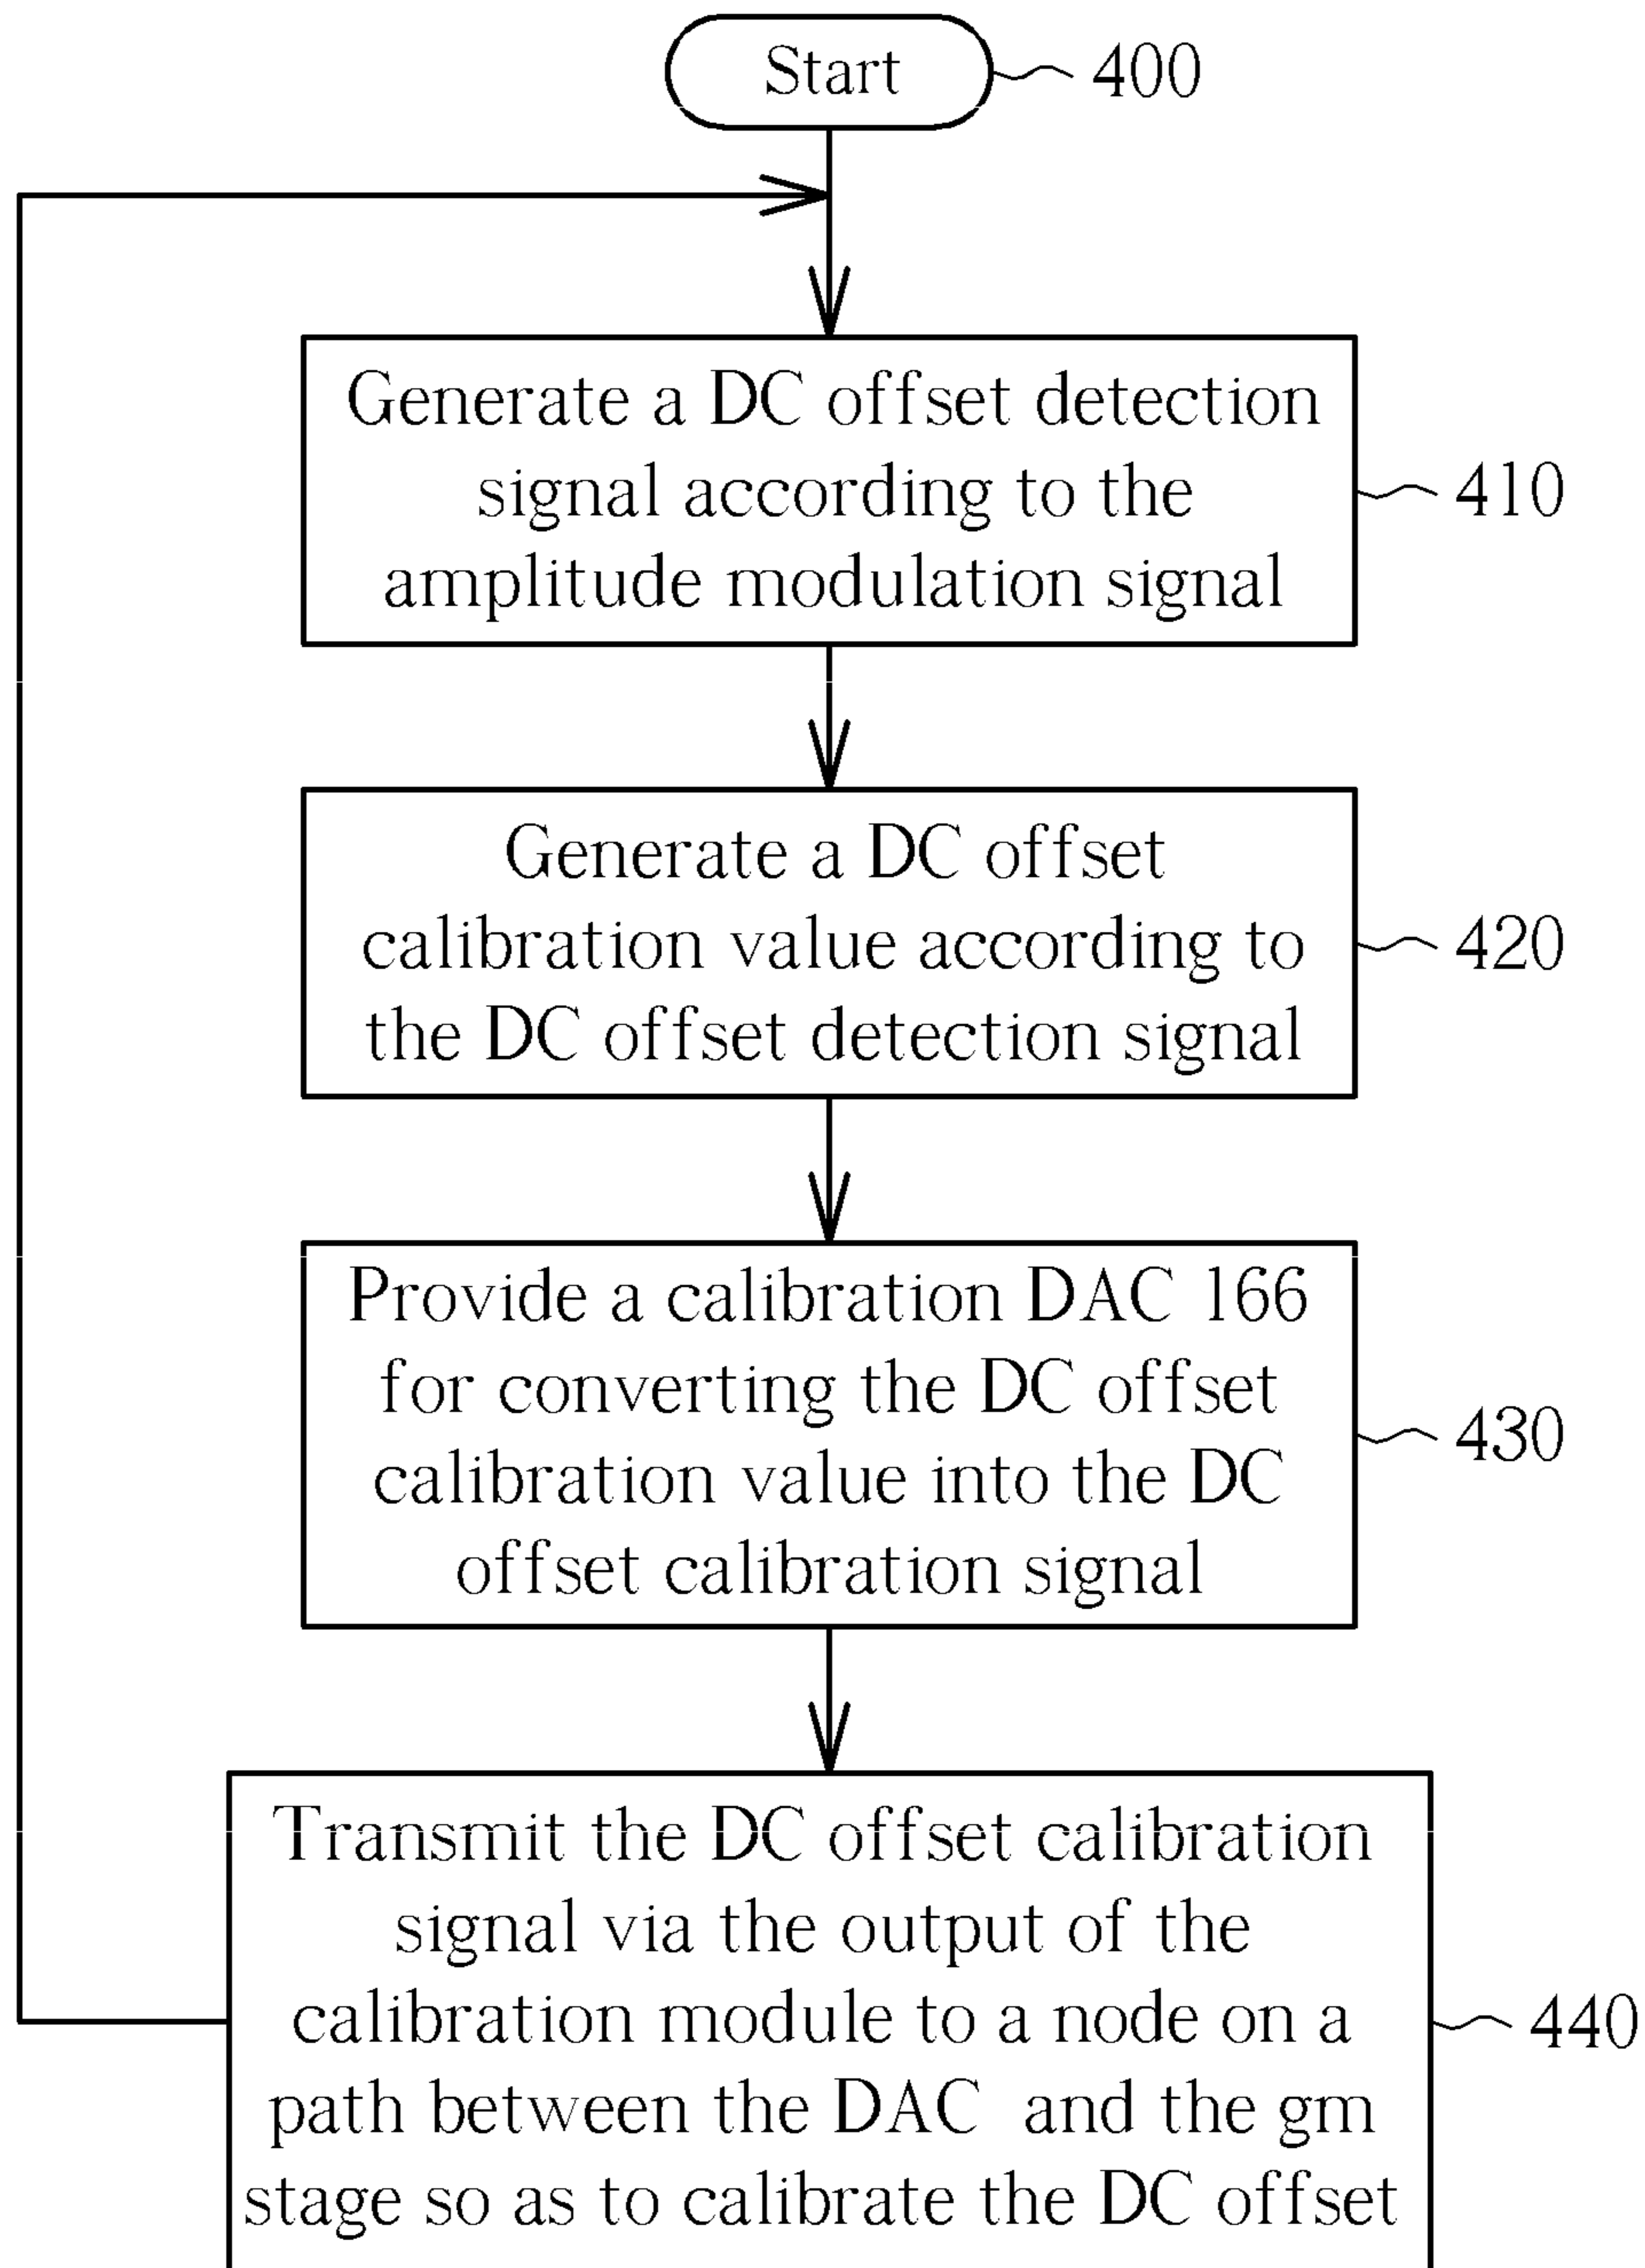 Start
400
Generate a DC offset detection
signal according to the
amplitude modulation signal
410
Generate a DC offset
calibration value according to
the DC offset detection signal
420
Provide a calibration DAC 166
for converting the DC offset
calibration value into the DC
offset calibration signal
430
Transmit the DC offset calibration
signal via the output of the
calibration module to a node on a
path between the DAC and the gm
stage so as to calibrate the DC offset
440